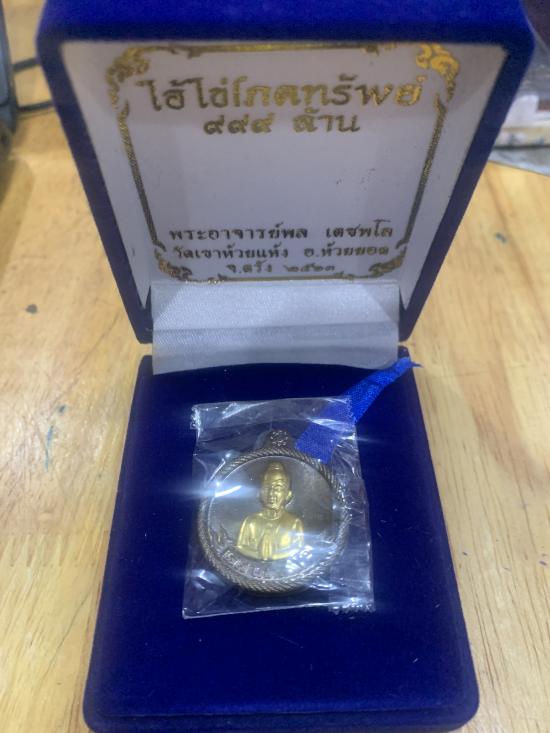 ไอ้ไข่โภคทรัพย์
๙๙๙ ล้าน
พระอาจารย์พล เตชพโล
วัดเขาห้วยแห้ง อ.ห้วยยอด
จ.ตรัง ๒๕๖๓